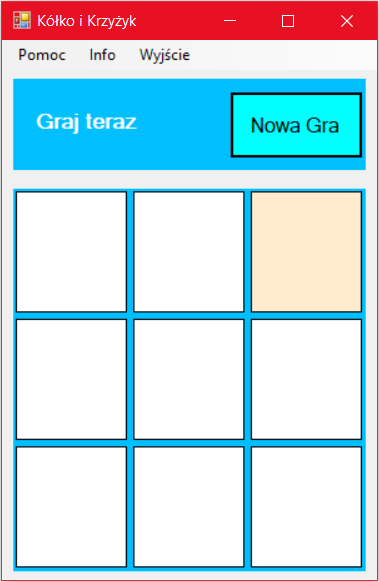 Kółko i Krzyżyk
Pomoc Info Wyjście
Graj teraz
Nowa Gra